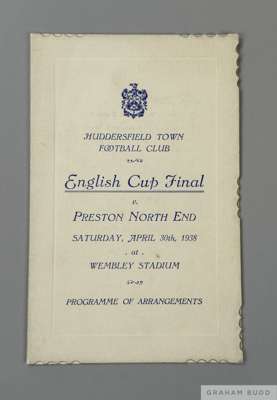 HUDDERSFIELD TOWN
FOOTBALL CLUB
English Cup Final
v.
PRESTON NORTH END
SATURDAY, APRIL 30th, 1938
. at .
WEMBLEY STADIUM
PROGRAMME OF ARRANGEMENTS
GRAHAM BUDD